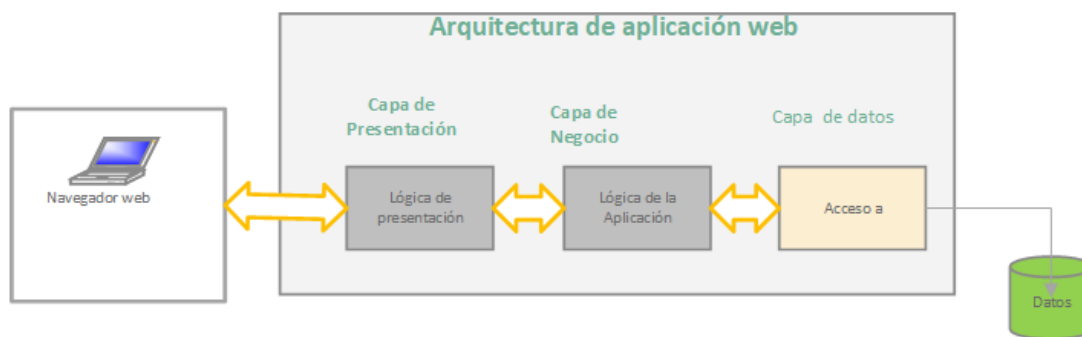 Arquitectura de aplicación web
Capa de
Presentación
Capa de
Negocio
Capa de datos
Navegador web
Lógica de
presentación
Lógica de la
Aplicación
Acceso a
Datos